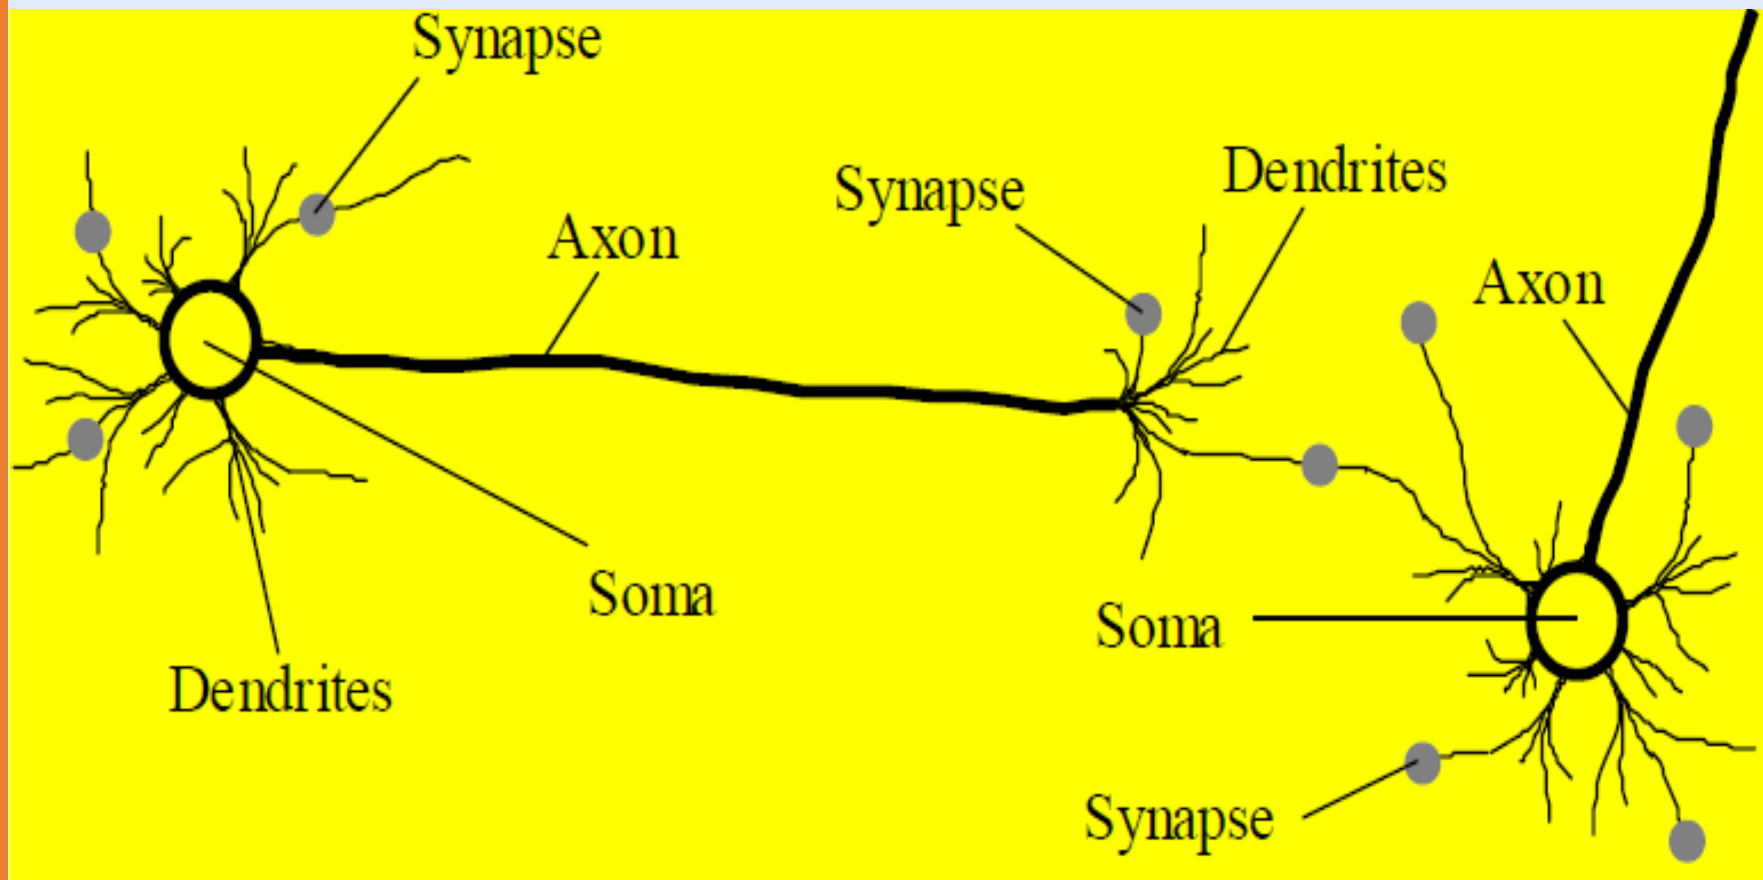 Synapse
Synapse
Dendrites
Axon
Axon
Soma
Soma
Dendrites
Synapse